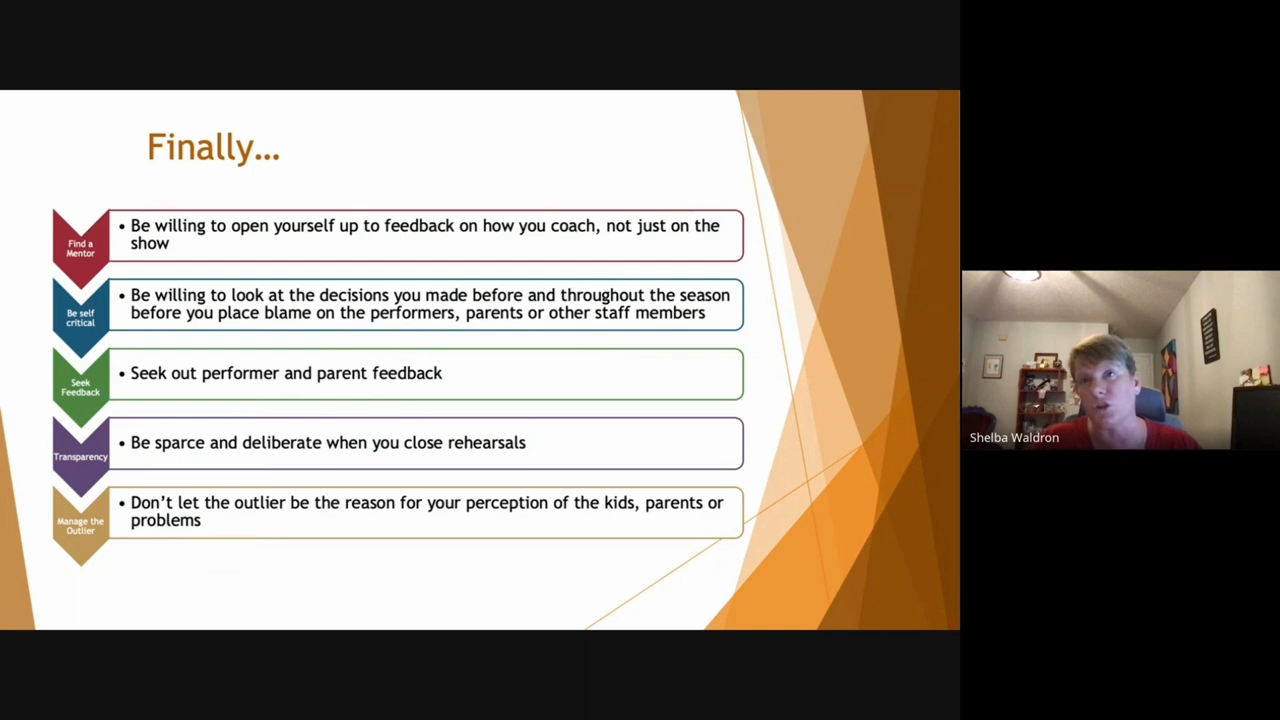 Finally...
Find a
Mentor
• Be willing to open yourself up to feedback on how you coach, not just on the
show
Be self
critical
• Be willing to look at the decisions you made before and throughout the season
before you place blame on the performers, parents or other staff members
Seek
Feedback
• Seek out performer and parent feedback
Transparency
• Be sparce and deliberate when you close rehearsals
Manage the
Outlier
• Don't let the outlier be the reason for your perception of the kids, parents or
problems
Shelba Waldron